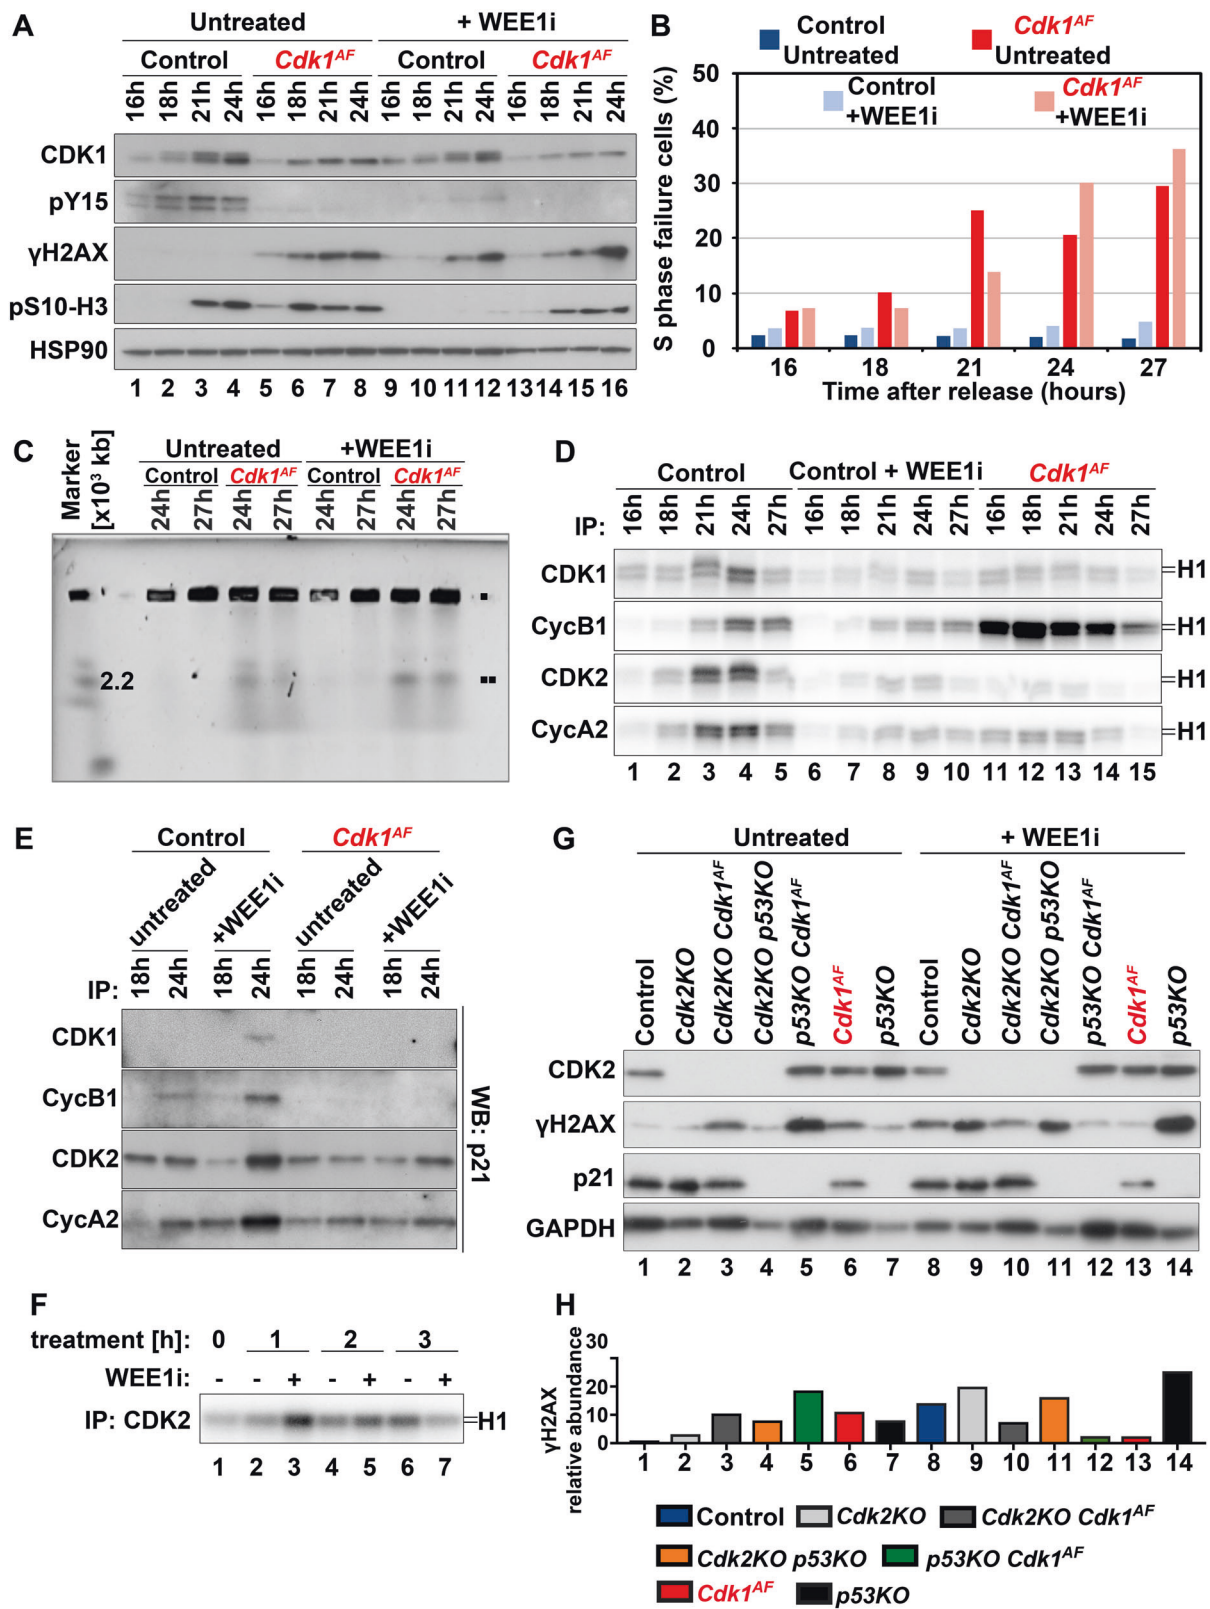 A
Untreated + WEE1i
Control Cdk1AF Control Cdk1AF
16h 18h 21h 24h 16h 18h 21h 24h 16h 18h 21h 24h 16h 18h 21h 24h
CDK1
pY15
γH2AX
pS10-H3
HSP90
1 2 3 4 5 6 7 8 9 10 11 12 13 14 15 16
B
Control Untreated
Cdk1AF Untreated
Control +WEE1i
Cdk1AF +WEE1i
S phase failure cells (%)
50
40
30
20
10
0
16 18 21 24 27
Time after release (hours)
C
Marker [x10³ kb]
Untreated +WEE1i
Control Cdk1AF Control Cdk1AF
24h 27h 24h 27h 24h 27h 24h 27h
2.2
D
Control Control + WEE1i Cdk1AF
IP: 16h 18h 21h 24h 27h 16h 18h 21h 24h 27h 16h 18h 21h 24h 27h
CDK1 H1
CycB1 H1
CDK2 H1
CycA2 H1
1 2 3 4 5 6 7 8 9 10 11 12 13 14 15
E
Control Cdk1AF
untreated +WEE1i untreated +WEE1i
IP: 18h 24h 18h 24h 18h 24h 18h 24h
CDK1
CycB1
CDK2
CycA2
WB: p21
F
treatment [h]: 0 1 2 3
WEE1i: - - + - + - +
IP: CDK2 H1
1 2 3 4 5 6 7
G
Untreated + WEE1i
Control Cdk2KO Cdk2KO Cdk1AF Cdk2KO p53KO p53KO Cdk1AF Cdk1AF p53KO Control Cdk2KO Cdk2KO Cdk1AF Cdk2KO p53KO p53KO Cdk1AF Cdk1AF p53KO
CDK2
γH2AX
p21
GAPDH
1 2 3 4 5 6 7 8 9 10 11 12 13 14
H
γH2AX
relative abundance
30
20
10
0
1 2 3 4 5 6 7 8 9 10 11 12 13 14
Control Cdk2KO Cdk2KO Cdk1AF
Cdk2KO p53KO p53KO Cdk1AF
Cdk1AF p53KO